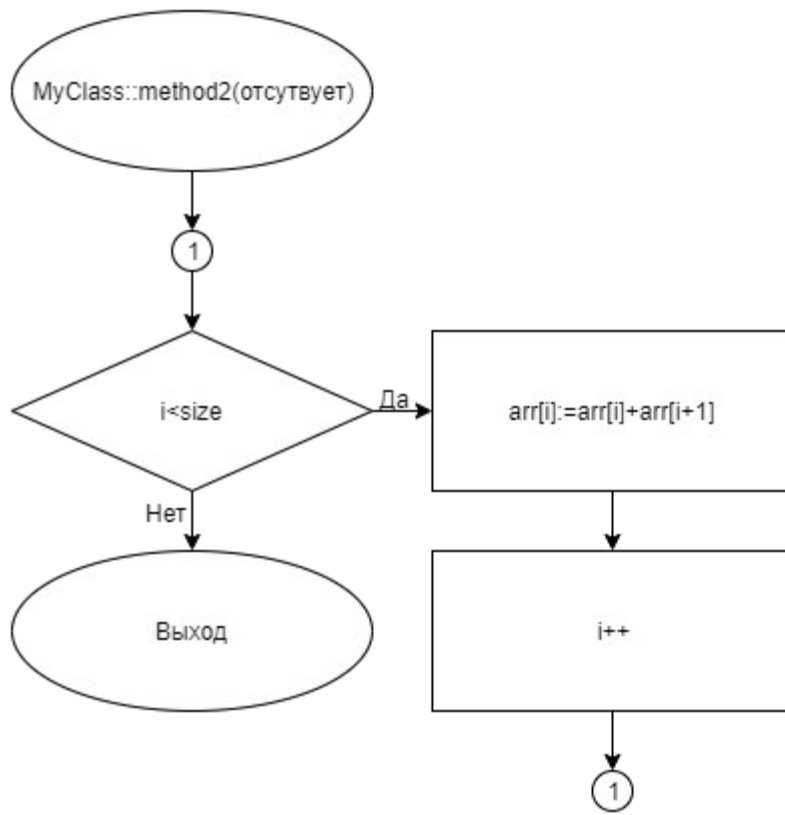 MyClass::method2(отсутвует)
1
i<size
Да
arr[i]:=arr[i]+arr[i+1]
Нет
Выход
i++
1